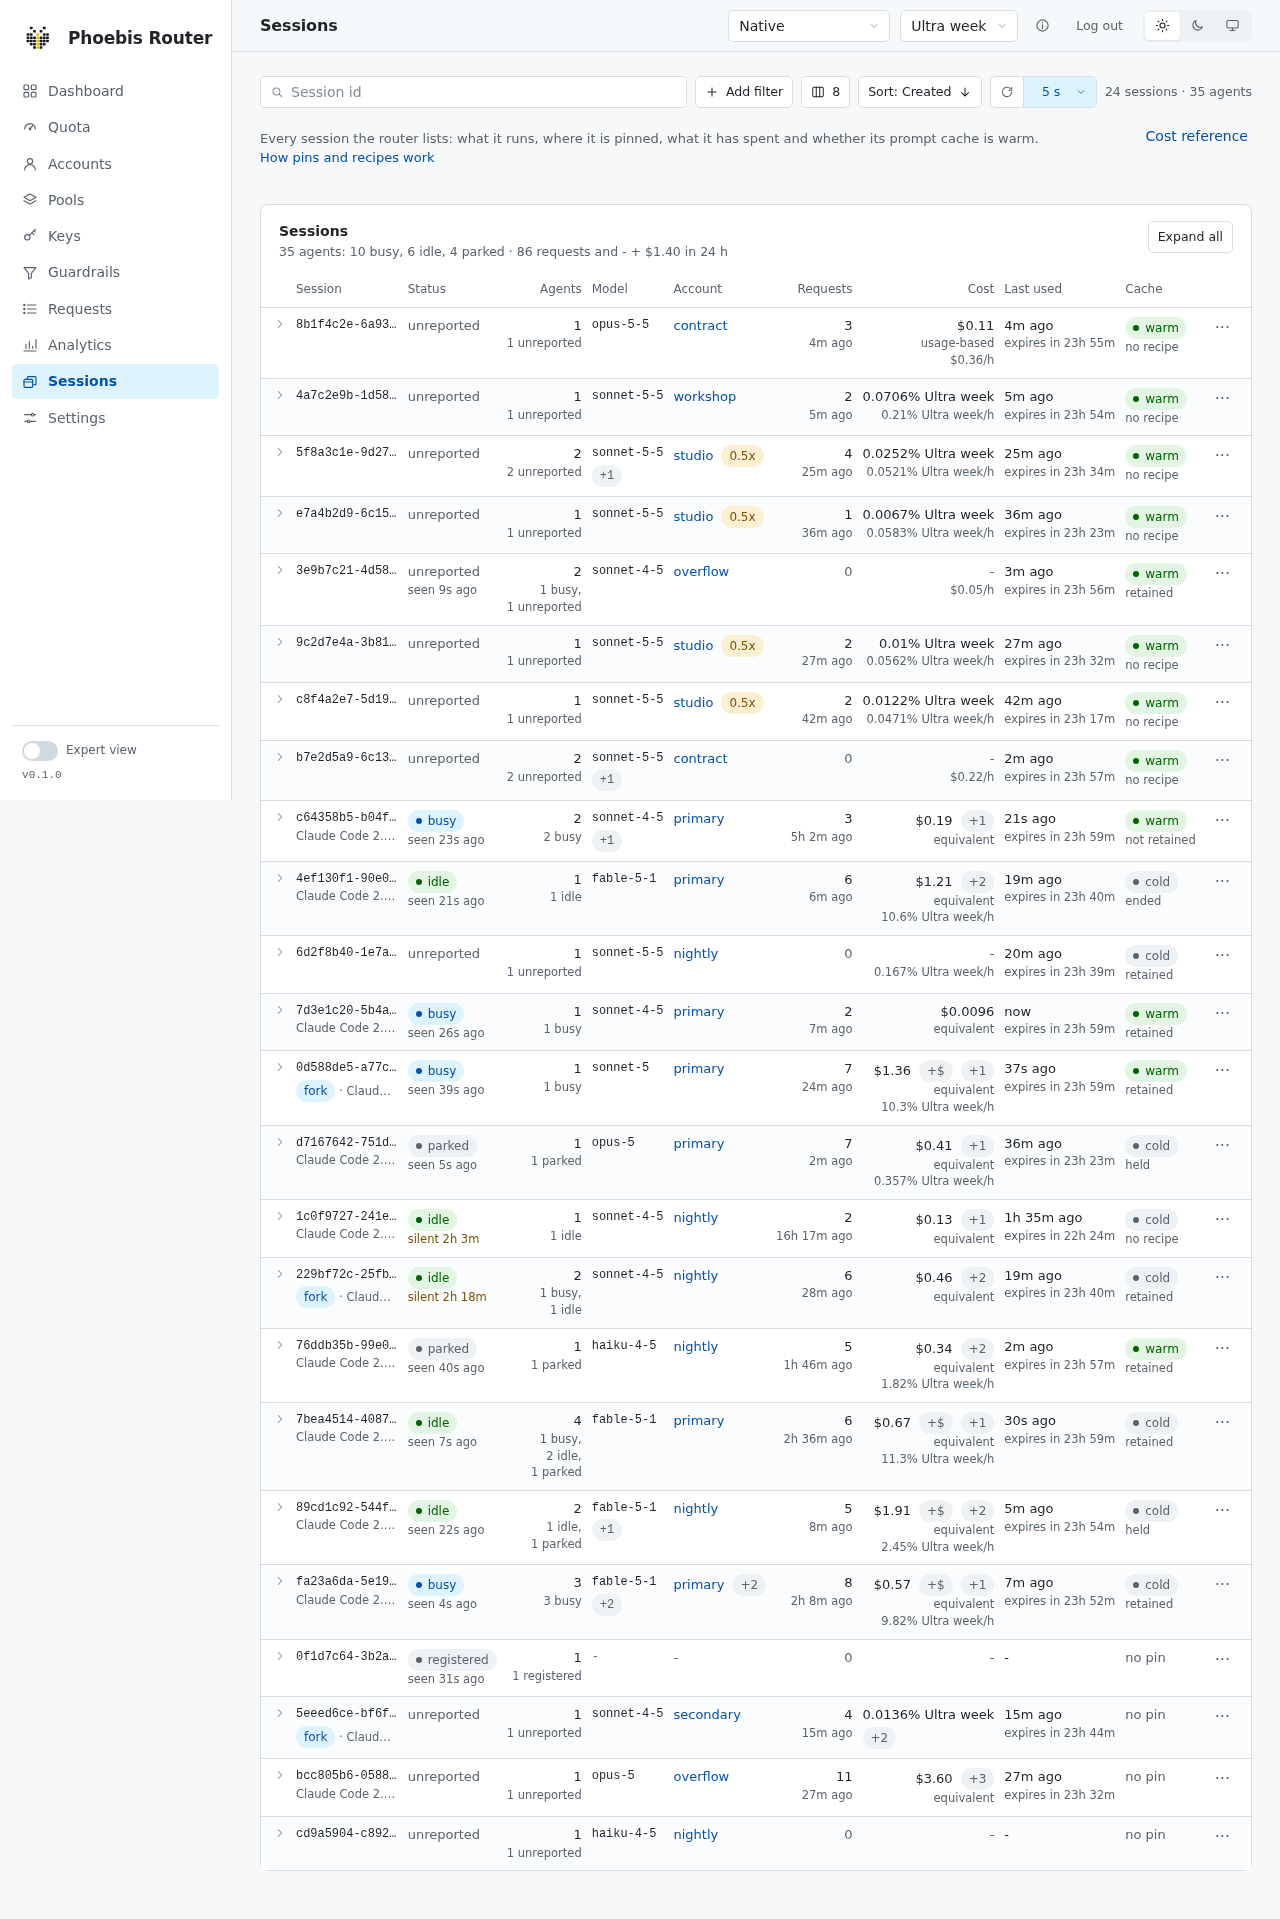 Phoebis Router
Dashboard
Quota
Accounts
Pools
Keys
Guardrails
Requests
Analytics
Sessions
Settings
Expert view
v0.1.0
Sessions
Native
Ultra week
Log out
Session id
Add filter
8
Sort: Created
5 s
24 sessions · 35 agents
Every session the router lists: what it runs, where it is pinned, what it has spent and whether its prompt cache is warm.
How pins and recipes work
Cost reference
Sessions
35 agents: 10 busy, 6 idle, 4 parked · 86 requests and - + $1.40 in 24 h
Expand all
Session Status Agents Model Account Requests Cost Last used Cache
8b1f4c2e-6a93… unreported 1 opus-5-5 contract 3 $0.11 4m ago warm ···
1 unreported 4m ago usage-based expires in 23h 55m no recipe
$0.36/h
4a7c2e9b-1d58… unreported 1 sonnet-5-5 workshop 2 0.0706% Ultra week 5m ago warm ···
1 unreported 5m ago 0.21% Ultra week/h expires in 23h 54m no recipe
5f8a3c1e-9d27… unreported 2 sonnet-5-5 studio 0.5x 4 0.0252% Ultra week 25m ago warm ···
2 unreported +1 25m ago 0.0521% Ultra week/h expires in 23h 34m no recipe
e7a4b2d9-6c15… unreported 1 sonnet-5-5 studio 0.5x 1 0.0067% Ultra week 36m ago warm ···
1 unreported 36m ago 0.0583% Ultra week/h expires in 23h 23m no recipe
3e9b7c21-4d58… unreported 2 sonnet-4-5 overflow 0 - 3m ago warm ···
seen 9s ago 1 busy, $0.05/h expires in 23h 56m retained
1 unreported
9c2d7e4a-3b81… unreported 1 sonnet-5-5 studio 0.5x 2 0.01% Ultra week 27m ago warm ···
1 unreported 27m ago 0.0562% Ultra week/h expires in 23h 32m no recipe
c8f4a2e7-5d19… unreported 1 sonnet-5-5 studio 0.5x 2 0.0122% Ultra week 42m ago warm ···
1 unreported 42m ago 0.0471% Ultra week/h expires in 23h 17m no recipe
b7e2d5a9-6c13… unreported 2 sonnet-5-5 contract 0 - 2m ago warm ···
2 unreported +1 $0.22/h expires in 23h 57m no recipe
c64358b5-b04f… busy 2 sonnet-4-5 primary 3 $0.19 +1 21s ago warm ···
Claude Code 2.… seen 23s ago 2 busy +1 5h 2m ago equivalent expires in 23h 59m not retained
4ef130f1-90e0… idle 1 fable-5-1 primary 6 $1.21 +2 19m ago cold ···
Claude Code 2.… seen 21s ago 1 idle 6m ago equivalent expires in 23h 40m ended
10.6% Ultra week/h
6d2f8b40-1e7a… unreported 1 sonnet-5-5 nightly 0 - 20m ago cold ···
1 unreported 0.167% Ultra week/h expires in 23h 39m retained
7d3e1c20-5b4a… busy 1 sonnet-4-5 primary 2 $0.0096 now warm ···
Claude Code 2.… seen 26s ago 1 busy 7m ago equivalent expires in 23h 59m retained
0d588de5-a77c… busy 1 sonnet-5 primary 7 $1.36 +$ +1 37s ago warm ···
fork · Claud… seen 39s ago 1 busy 24m ago equivalent expires in 23h 59m retained
10.3% Ultra week/h
d7167642-751d… parked 1 opus-5 primary 7 $0.41 +1 36m ago cold ···
Claude Code 2.… seen 5s ago 1 parked 2m ago equivalent expires in 23h 23m held
0.357% Ultra week/h
1c0f9727-241e… idle 1 sonnet-4-5 nightly 2 $0.13 +1 1h 35m ago cold ···
Claude Code 2.… silent 2h 3m 1 idle 16h 17m ago equivalent expires in 22h 24m no recipe
229bf72c-25fb… idle 2 sonnet-4-5 nightly 6 $0.46 +2 19m ago cold ···
fork · Claud… silent 2h 18m 1 busy, 28m ago equivalent expires in 23h 40m retained
1 idle
76ddb35b-99e0… parked 1 haiku-4-5 nightly 5 $0.34 +2 2m ago warm ···
Claude Code 2.… seen 40s ago 1 parked 1h 46m ago equivalent expires in 23h 57m retained
1.82% Ultra week/h
7bea4514-4087… idle 4 fable-5-1 primary 6 $0.67 +$ +1 30s ago cold ···
Claude Code 2.… seen 7s ago 1 busy, 2h 36m ago equivalent expires in 23h 59m retained
2 idle, 11.3% Ultra week/h
1 parked
89cd1c92-544f… idle 2 fable-5-1 nightly 5 $1.91 +$ +2 5m ago cold ···
Claude Code 2.… seen 22s ago 1 idle, +1 8m ago equivalent expires in 23h 54m held
1 parked 2.45% Ultra week/h
fa23a6da-5e19… busy 3 fable-5-1 primary +2 8 $0.57 +$ +1 7m ago cold ···
Claude Code 2.… seen 4s ago 3 busy +2 2h 8m ago equivalent expires in 23h 52m retained
9.82% Ultra week/h
0f1d7c64-3b2a… registered 1 - - 0 - - no pin ···
seen 31s ago 1 registered
5eeed6ce-bf6f… unreported 1 sonnet-4-5 secondary 4 0.0136% Ultra week 15m ago no pin ···
fork · Claud… 1 unreported 15m ago +2 expires in 23h 44m
bcc805b6-0588… unreported 1 opus-5 overflow 11 $3.60 +3 27m ago no pin ···
Claude Code 2.… 1 unreported 27m ago equivalent expires in 23h 32m
cd9a5904-c892… unreported 1 haiku-4-5 nightly 0 - - no pin ···
1 unreported